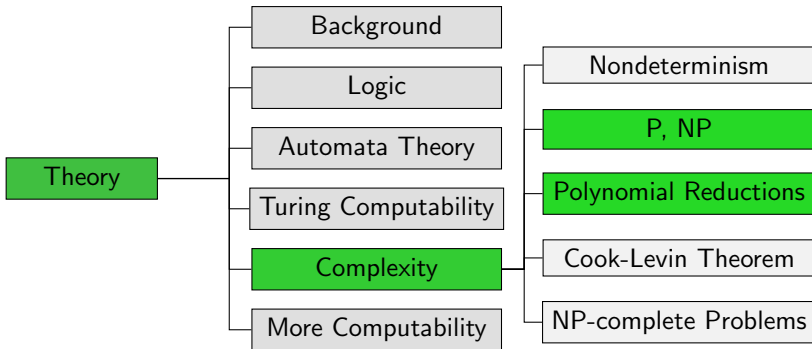 Theory
Background
Logic
Automata Theory
Turing Computability
Complexity
More Computability
Nondeterminism
P, NP
Polynomial Reductions
Cook-Levin Theorem
NP-complete Problems